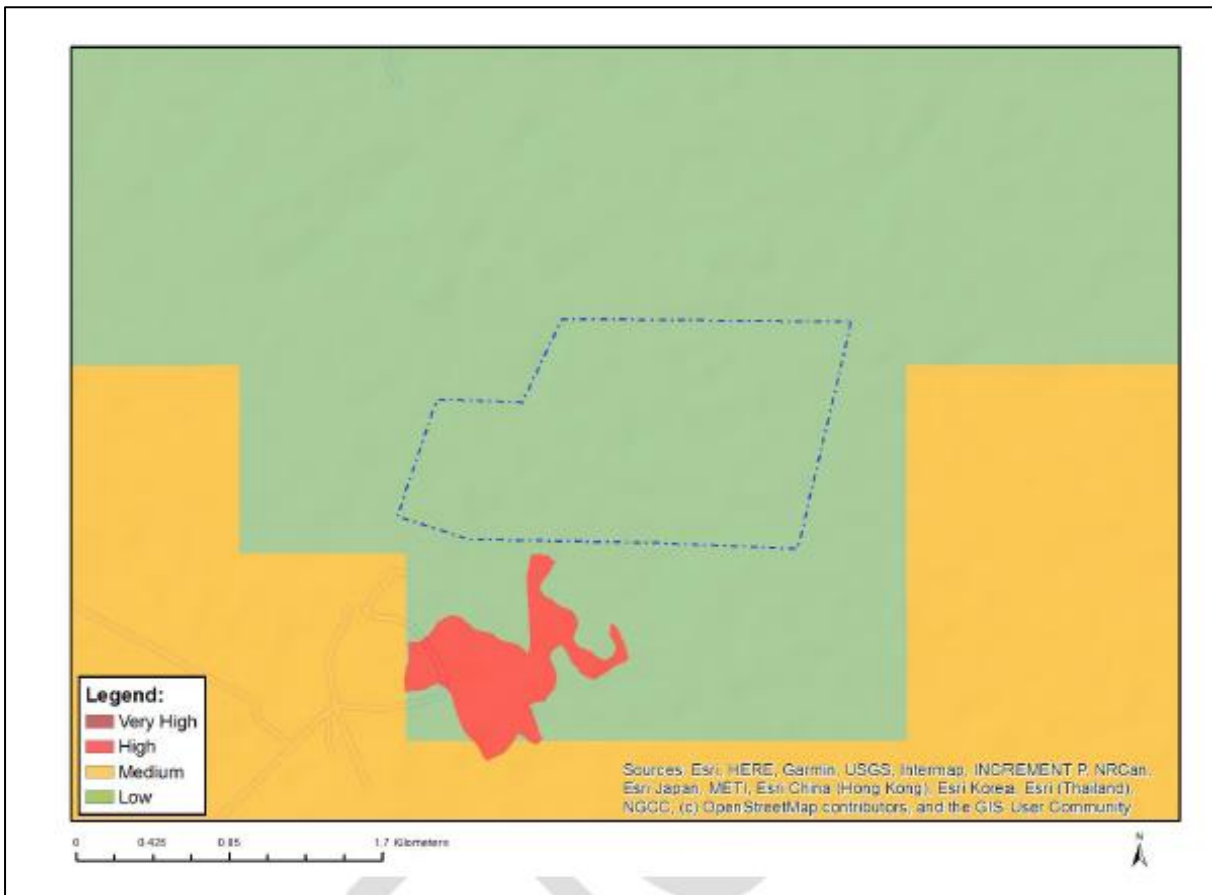 Legend:
Very High
High
Medium
Low
Sources: Esri, HERE, Garmin, USGS, Intermap, INCREMENT P, NRCan,
Esri Japan, METI, Esri China (Hong Kong), Esri Korea, Esri (Thailand),
NGCC, (c) OpenStreetMap contributors, and the GIS User Community
0 0.425 0.85 1.7 Kilometers
N